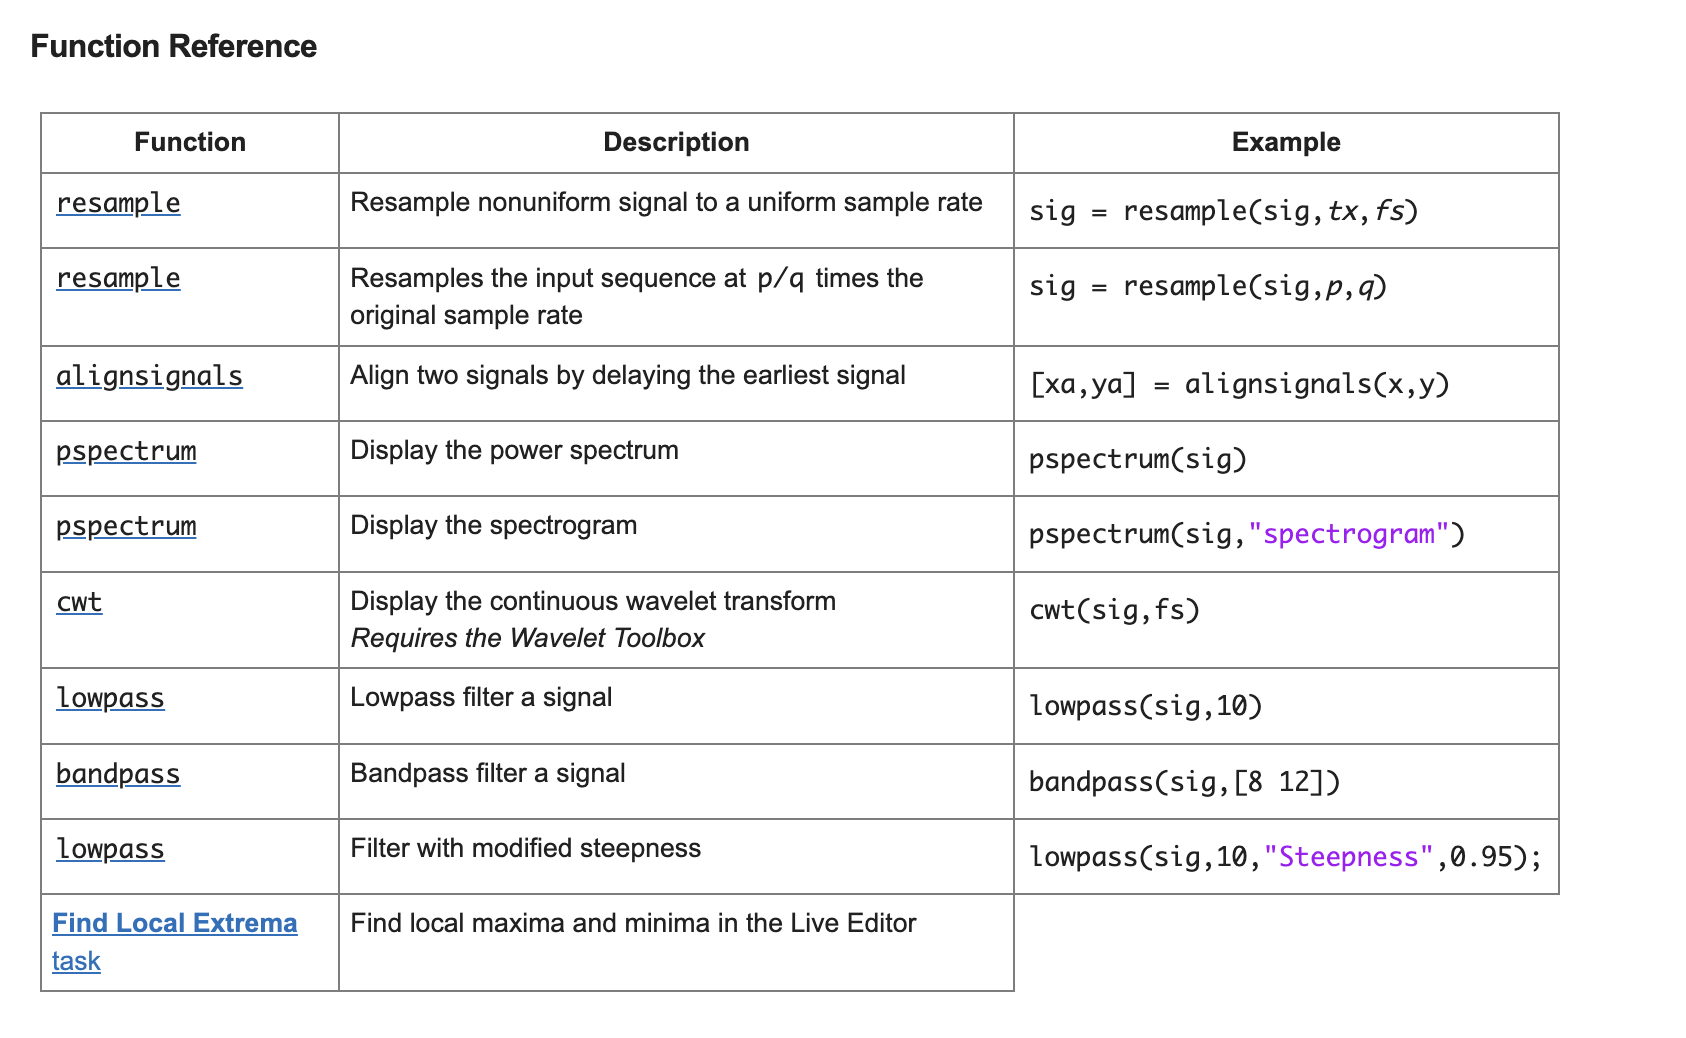 Function Reference
Function Description Example
resample Resample nonuniform signal to a uniform sample rate sig = resample(sig,tx,fs)
resample Resamples the input sequence at p/q times the
original sample rate sig = resample(sig,p,q)
alignsignals Align two signals by delaying the earliest signal [xa,ya] = alignsignals(x,y)
pspectrum Display the power spectrum pspectrum(sig)
pspectrum Display the spectrogram pspectrum(sig,"spectrogram")
cwt Display the continuous wavelet transform
Requires the Wavelet Toolbox cwt(sig,fs)
lowpass Lowpass filter a signal lowpass(sig,10)
bandpass Bandpass filter a signal bandpass(sig,[8 12])
lowpass Filter with modified steepness lowpass(sig,10,"Steepness",0.95);
Find Local Extrema
task Find local maxima and minima in the Live Editor